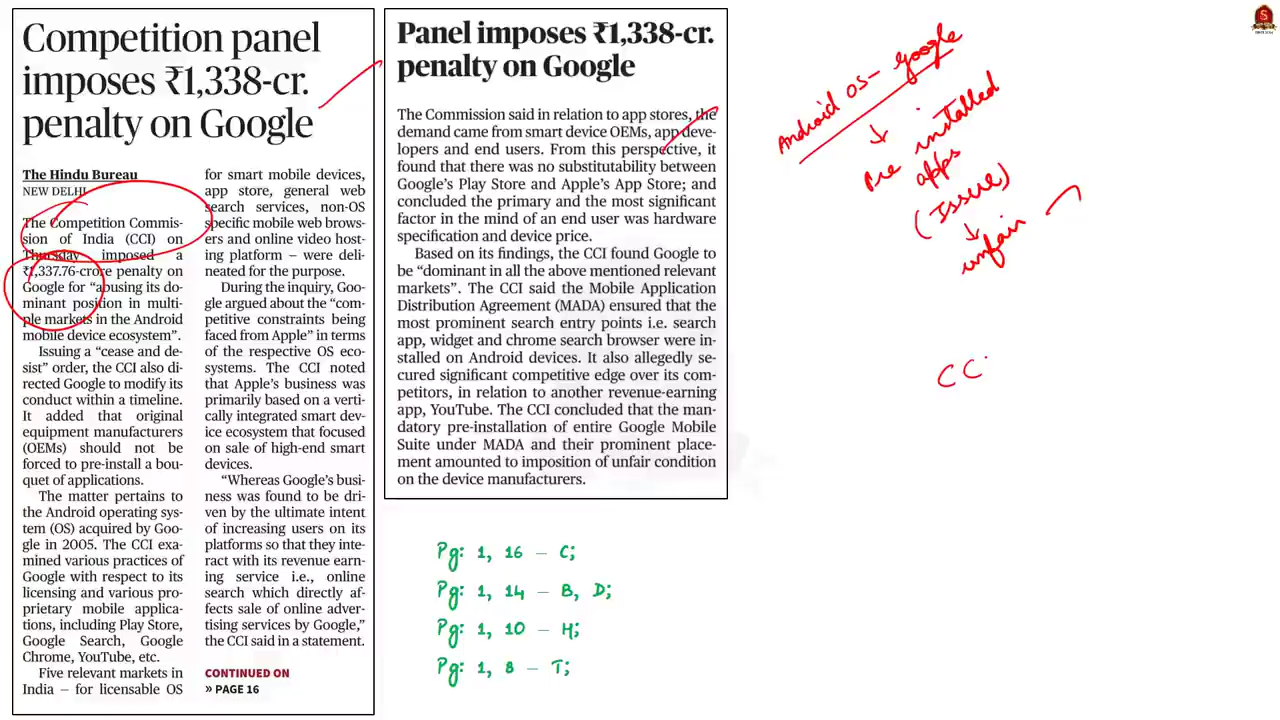 Competition panel
imposes ₹1,338-cr.
penalty on Google
The Hindu Bureau
NEW DELHI
The Competition Commis-
sion of India (CCI) on
Thursday imposed a
₹1,337.76-crore penalty on
Google for “abusing its do-
minant position in multi-
ple markets in the Android
mobile device ecosystem”.
Issuing a “cease and de-
sist” order, the CCI also di-
rected Google to modify its
conduct within a timeline.
It added that original
equipment manufacturers
(OEMs) should not be
forced to pre-install a bou-
quet of applications.
The matter pertains to
the Android operating sys-
tem (OS) acquired by Goo-
gle in 2005. The CCI exa-
mined various practices of
Google with respect to its
licensing and various pro-
prietary mobile applica-
tions, including Play Store,
Google Search, Google
Chrome, YouTube, etc.
Five relevant markets in
India — for licensable OS
for smart mobile devices,
app store, general web
search services, non-OS
specific mobile web brows-
ers and online video host-
ing platform – were deli-
neated for the purpose.
During the inquiry, Goo-
gle argued about the “com-
petitive constraints being
faced from Apple” in terms
of the respective OS eco-
systems. The CCI noted
that Apple’s business was
primarily based on a verti-
cally integrated smart dev-
ice ecosystem that focused
on sale of high-end smart
devices.
“Whereas Google’s busi-
ness was found to be dri-
ven by the ultimate intent
of increasing users on its
platforms so that they inte-
ract with its revenue earn-
ing service i.e., online
search which directly af-
fects sale of online adver-
tising services by Google,”
the CCI said in a statement.
CONTINUED ON
» PAGE 16
Panel imposes ₹1,338-cr.
penalty on Google
The Commission said in relation to app stores, the
demand came from smart device OEMs, app deve-
lopers and end users. From this perspective, it
found that there was no substitutability between
Google’s Play Store and Apple’s App Store; and
concluded the primary and the most significant
factor in the mind of an end user was hardware
specification and device price.
Based on its findings, the CCI found Google to
be “dominant in all the above mentioned relevant
markets”. The CCI said the Mobile Application
Distribution Agreement (MADA) ensured that the
most prominent search entry points i.e. search
app, widget and chrome search browser were in-
stalled on Android devices. It also allegedly se-
cured significant competitive edge over its com-
petitors, in relation to another revenue-earning
app, YouTube. The CCI concluded that the man-
datory pre-installation of entire Google Mobile
Suite under MADA and their prominent place-
ment amounted to imposition of unfair condition
on the device manufacturers.
Pg: 1, 16 – C;
Pg: 1, 14 – B, D;
Pg: 1, 10 – H;
Pg: 1, 8 – T;
Android OS – Google
Pre installed
apps
(Issue)
unfair
CC